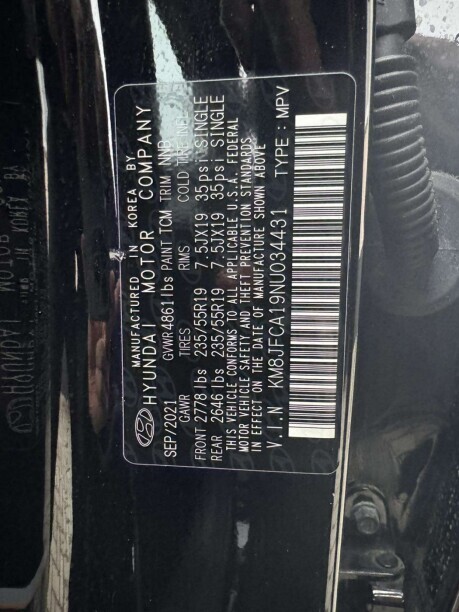 MANUFACTURED IN KOREA BY
HYUNDAI MOTOR COMPANY
SEP/2021 GVWR 4861lbs PAINT TCM TRIM NNB
GAWR TIRES RIMS COLD TIRE INFL
FRONT 2778lbs 235/55R19 7.5JX19 35psi SINGLE
REAR 2646lbs 235/55R19 7.5JX19 35psi SINGLE
THIS VEHICLE CONFORMS TO ALL APPLICABLE U.S.A. FEDERAL
MOTOR VEHICLE SAFETY AND THEFT PREVENTION STANDARDS
IN EFFECT ON THE DATE OF MANUFACTURE SHOWN ABOVE
V.I.N KM8JFCA19NU034431 TYPE : MPV